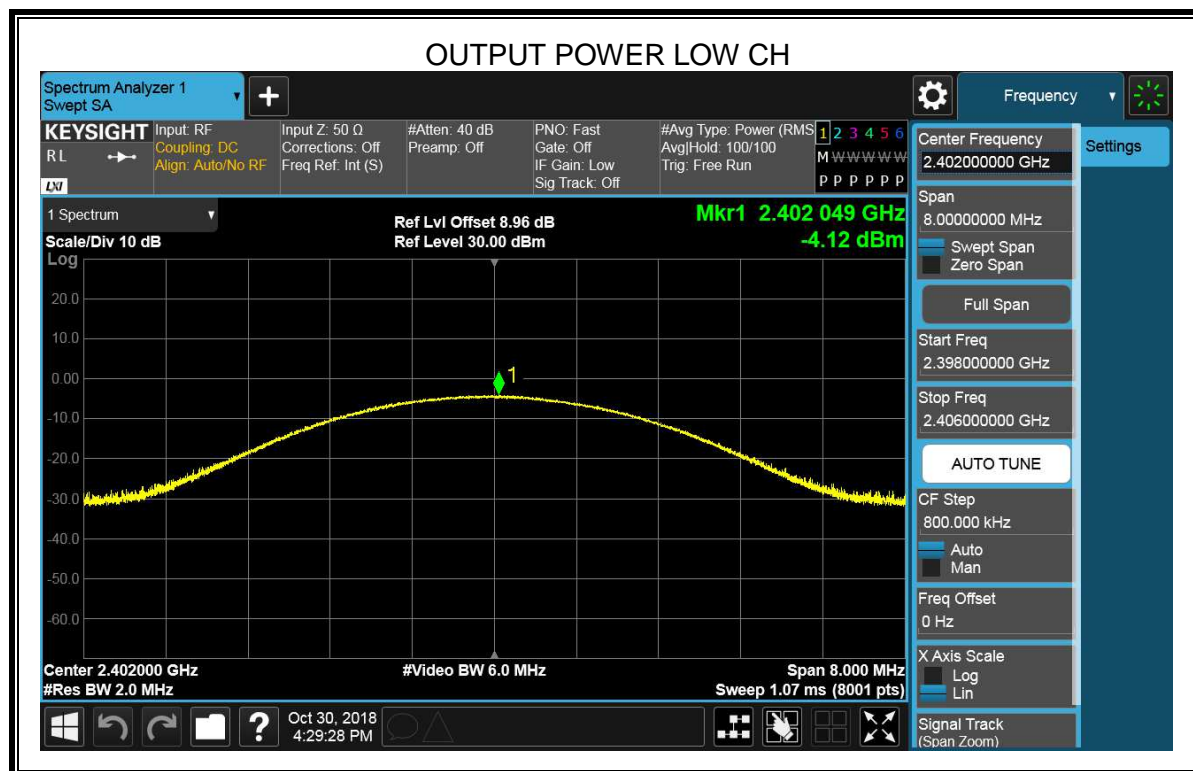 OUTPUT POWER LOW CH
Spectrum Analyzer 1
Swept SA
+
Frequency
KEYSIGHT
RL
LXI
Input: RF
Coupling: DC
Align: Auto/No RF
Input Z: 50 Ω
Corrections: Off
Freq Ref: Int (S)
#Atten: 40 dB
Preamp: Off
PNO: Fast
Gate: Off
IF Gain: Low
Sig Track: Off
#Avg Type: Power (RMS
Avg|Hold: 100/100
Trig: Free Run
1 2 3 4 5 6
M W W W W W
P P P P P P
1 Spectrum
Scale/Div 10 dB
Ref Lvl Offset 8.96 dB
Ref Level 30.00 dBm
Mkr1 2.402 049 GHz
-4.12 dBm
Log
20.0
10.0
0.00
-10.0
-20.0
-30.0
-40.0
-50.0
-60.0
1
Center 2.402000 GHz
#Video BW 6.0 MHz
Span 8.000 MHz
#Res BW 2.0 MHz
Sweep 1.07 ms (8001 pts)
?
Oct 30, 2018
4:29:28 PM
Center Frequency
2.402000000 GHz
Settings
Span
8.00000000 MHz
Swept Span
Zero Span
Full Span
Start Freq
2.398000000 GHz
Stop Freq
2.406000000 GHz
AUTO TUNE
CF Step
800.000 kHz
Auto
Man
Freq Offset
0 Hz
X Axis Scale
Log
Lin
Signal Track
(Span Zoom)